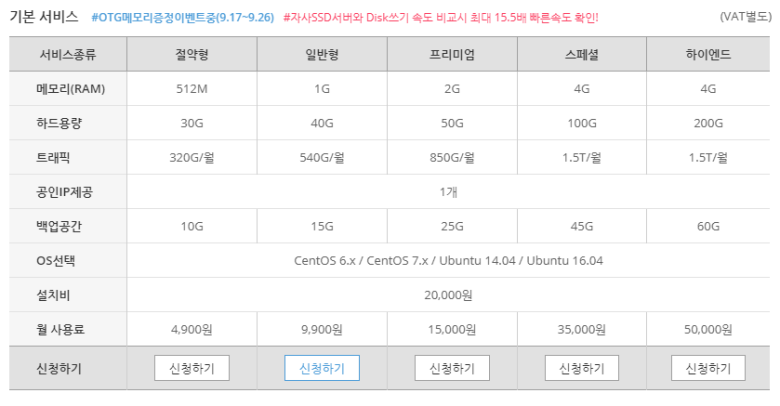 기본 서비스 #OTG메모리증정이벤트중(9.17~9.26) #자사SSD서버와 Disk쓰기 속도 비교시 최대 15.5배 빠른속도 확인! (VAT별도)
서비스종류 절약형 일반형 프리미엄 스페셜 하이엔드
메모리(RAM) 512M 1G 2G 4G 4G
하드용량 30G 40G 50G 100G 200G
트래픽 320G/월 540G/월 850G/월 1.5T/월 1.5T/월
공인IP제공 1개
백업공간 10G 15G 25G 45G 60G
OS선택 CentOS 6.x / CentOS 7.x / Ubuntu 14.04 / Ubuntu 16.04
설치비 20,000원
월 사용료 4,900원 9,900원 15,000원 35,000원 50,000원
신청하기 신청하기 신청하기 신청하기 신청하기 신청하기